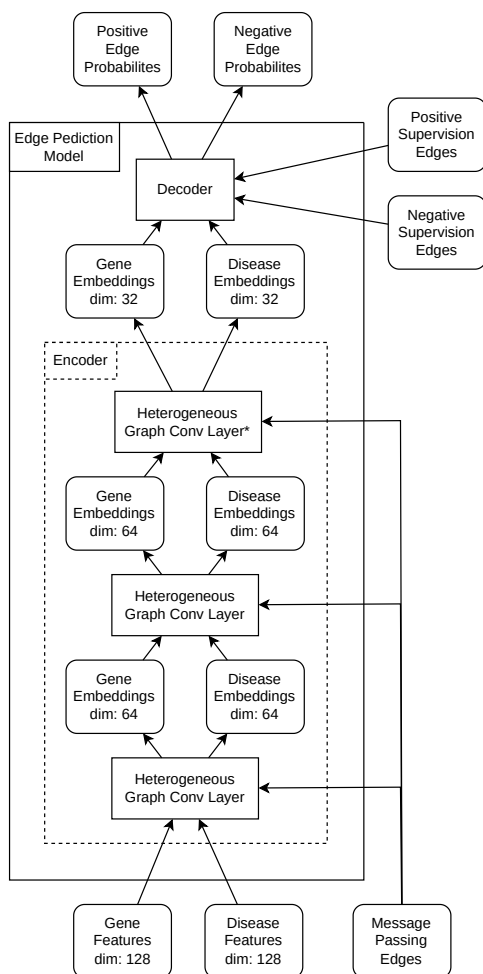 Positive
Edge
Probabilites
Negative
Edge
Probabilites
Edge Pediction
Model
Positive
Supervision
Edges
Decoder
Negative
Supervision
Edges
Gene
Embeddings
dim: 32
Disease
Embeddings
dim: 32
Encoder
Heterogeneous
Graph Conv Layer*
Gene
Embeddings
dim: 64
Disease
Embeddings
dim: 64
Heterogeneous
Graph Conv Layer
Gene
Embeddings
dim: 64
Disease
Embeddings
dim: 64
Heterogeneous
Graph Conv Layer
Gene
Features
dim: 128
Disease
Features
dim: 128
Message
Passing
Edges